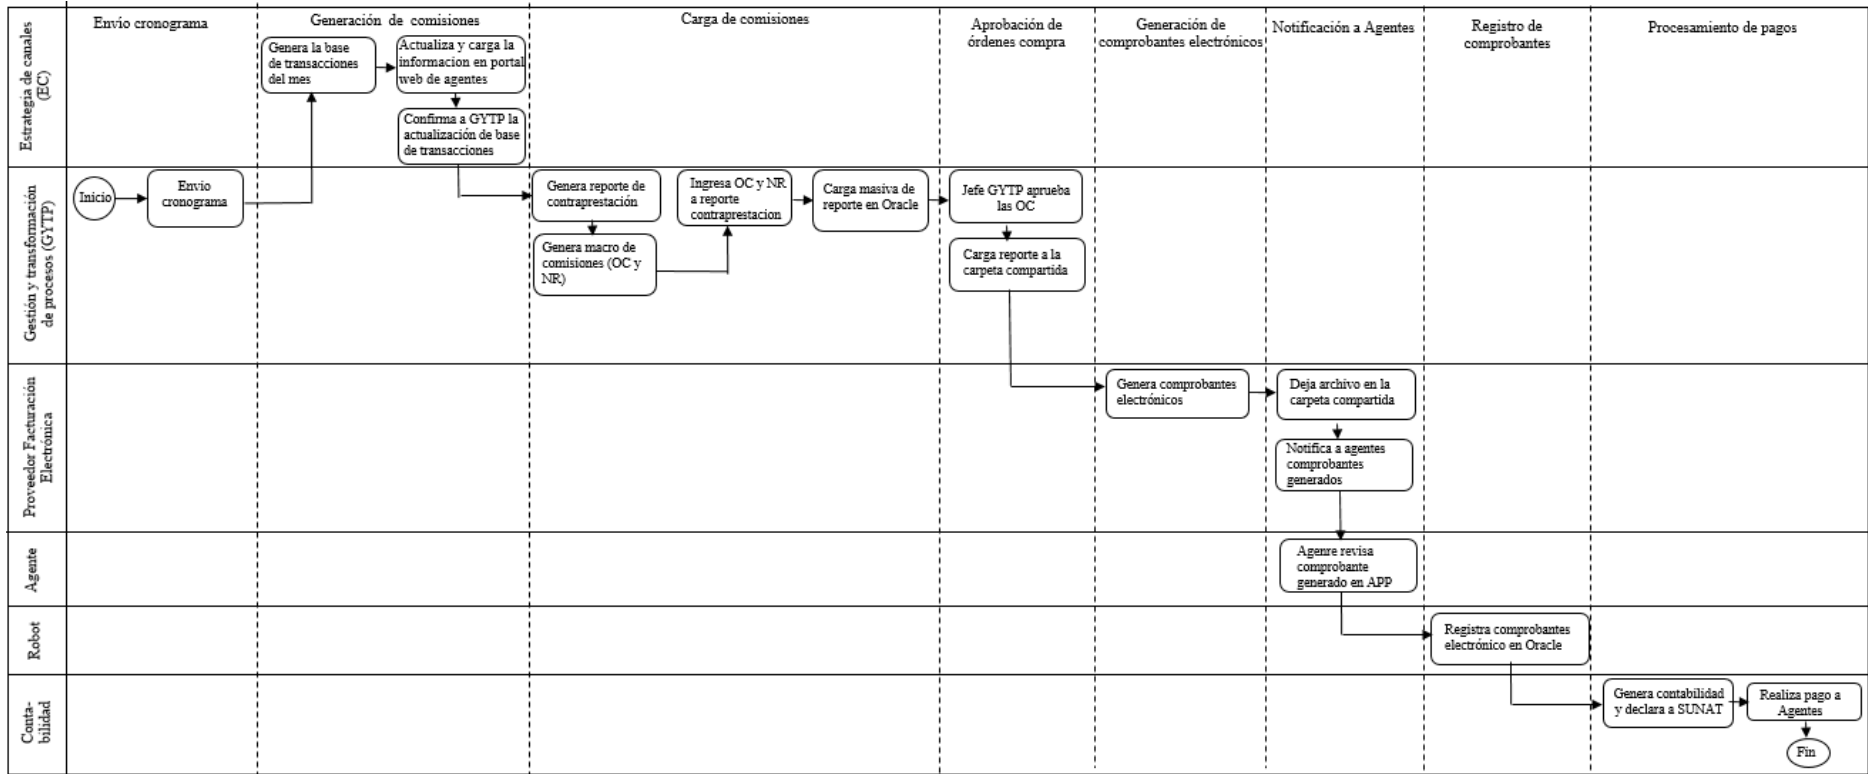 Envío cronograma
Generación de comisiones
Carga de comisiones
Aprobación de
órdenes compra
Generación de
comprobantes electrónicos
Notificación a Agentes
Registro de
comprobantes
Procesamiento de pagos
Estrategia de canales
(EC)
Genera la base
de transacciones
del mes
Actualiza y carga la
informacion en portal
web de agentes
Confirma a GYTP la
actualización de base
de transacciones
Gestión y transformación
de procesos (GYTP)
Inicio
Envio
cronograma
Genera reporte de
contraprestación
Genera macro de
comisiones (OC y
NR)
Ingresa OC y NR
a reporte
contraprestacion
Carga masiva de
reporte en Oracle
Jefe GYTP aprueba
las OC
Carga reporte a la
carpeta compartida
Proveedor Facturación
Electrónica
Genera comprobantes
electrónicos
Deja archivo en la
carpeta compartida
Notifica a agentes
comprobantes
generados
Agente
Agenre revisa
comprobante
generado en APP
Robot
Registra comprobantes
electrónico en Oracle
Conta-
bilidad
Genera contabilidad
y declara a SUNAT
Realiza pago a
Agentes
Fin